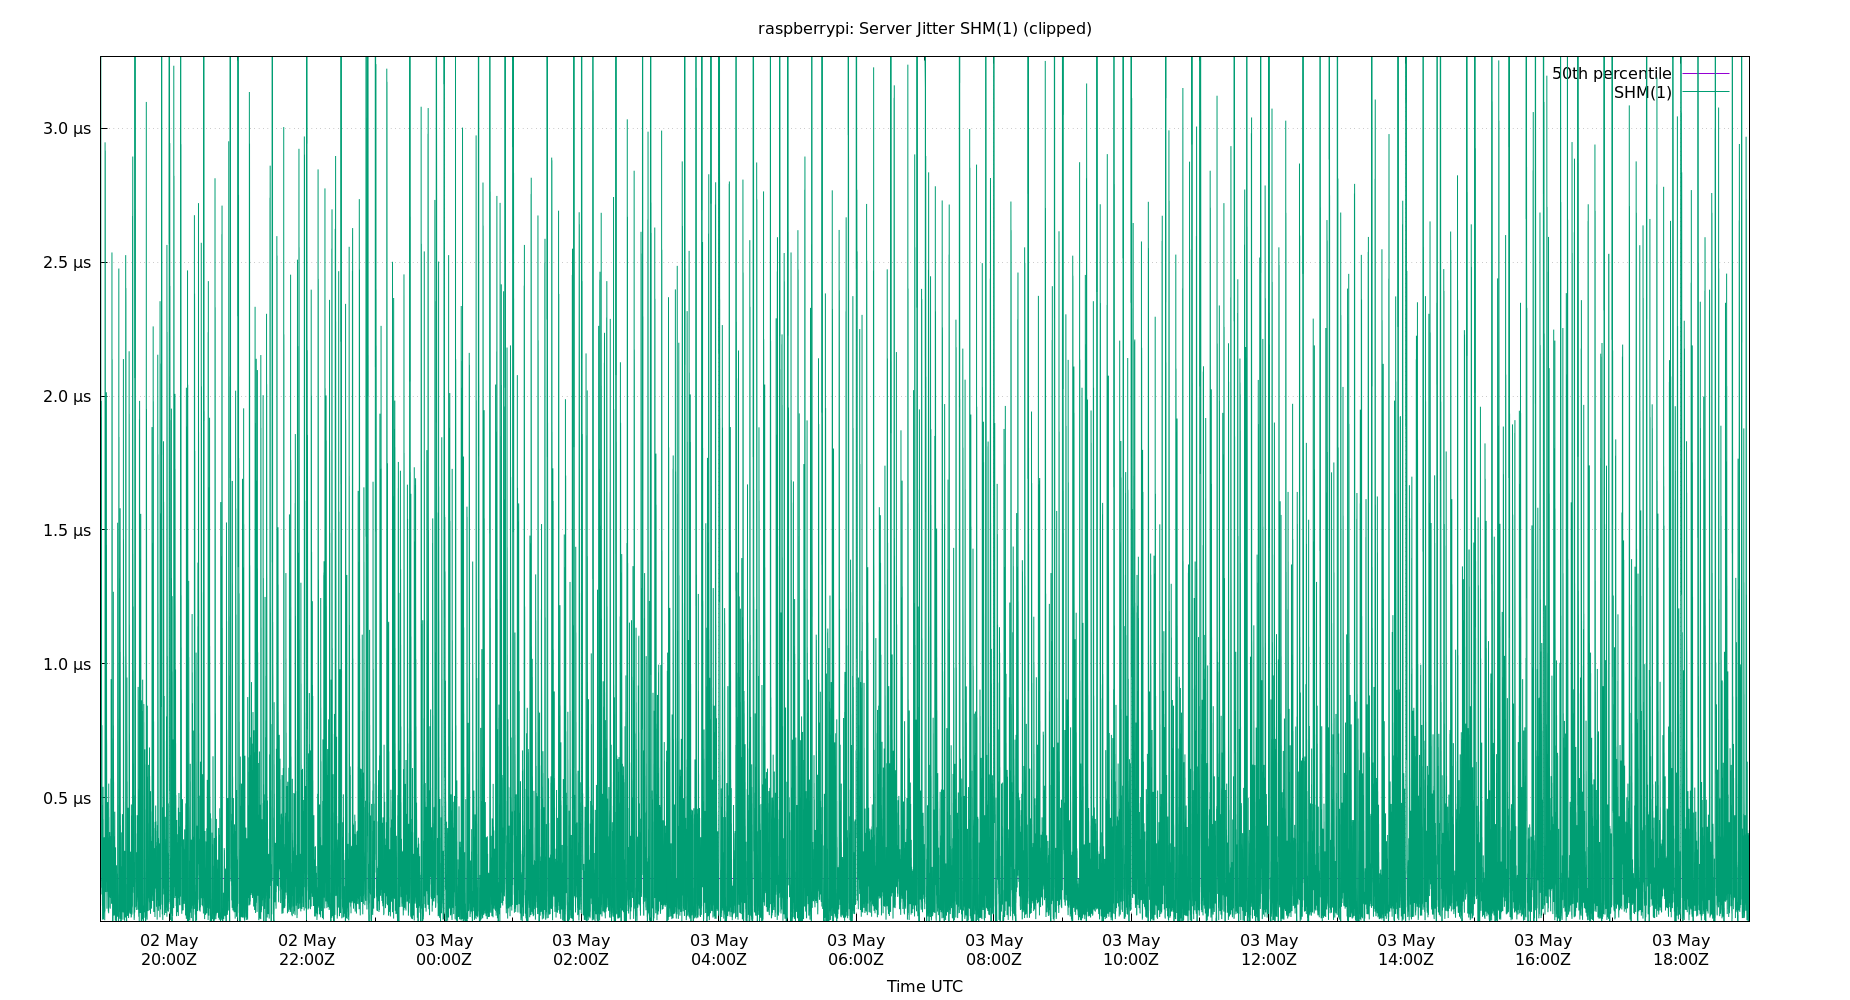 raspberrypi: Server Jitter SHM(1) (clipped)
50th percentile
SHM(1)
3.0 µs
2.5 µs
2.0 µs
1.5 µs
1.0 µs
0.5 µs
02 May 02 May 03 May 03 May 03 May 03 May 03 May 03 May 03 May 03 May 03 May 03 May
20:00Z 22:00Z 00:00Z 02:00Z 04:00Z 06:00Z 08:00Z 10:00Z 12:00Z 14:00Z 16:00Z 18:00Z
Time UTC